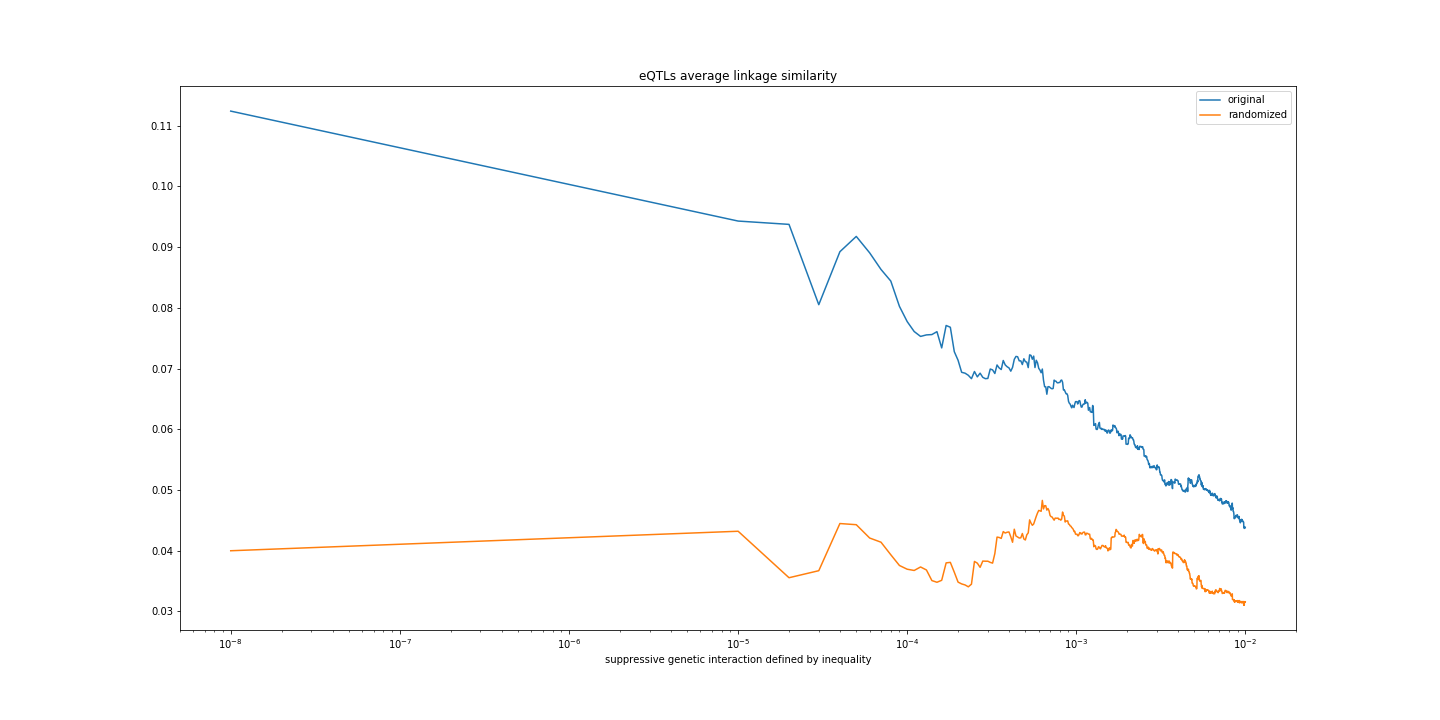 eQTLs average linkage similarity
original
randomized
0.11
0.10
0.09
0.08
0.07
0.06
0.05
0.04
0.03
10⁻⁸ 10⁻⁷ 10⁻⁶ 10⁻⁵ 10⁻⁴ 10⁻³ 10⁻²
suppressive genetic interaction defined by inequality